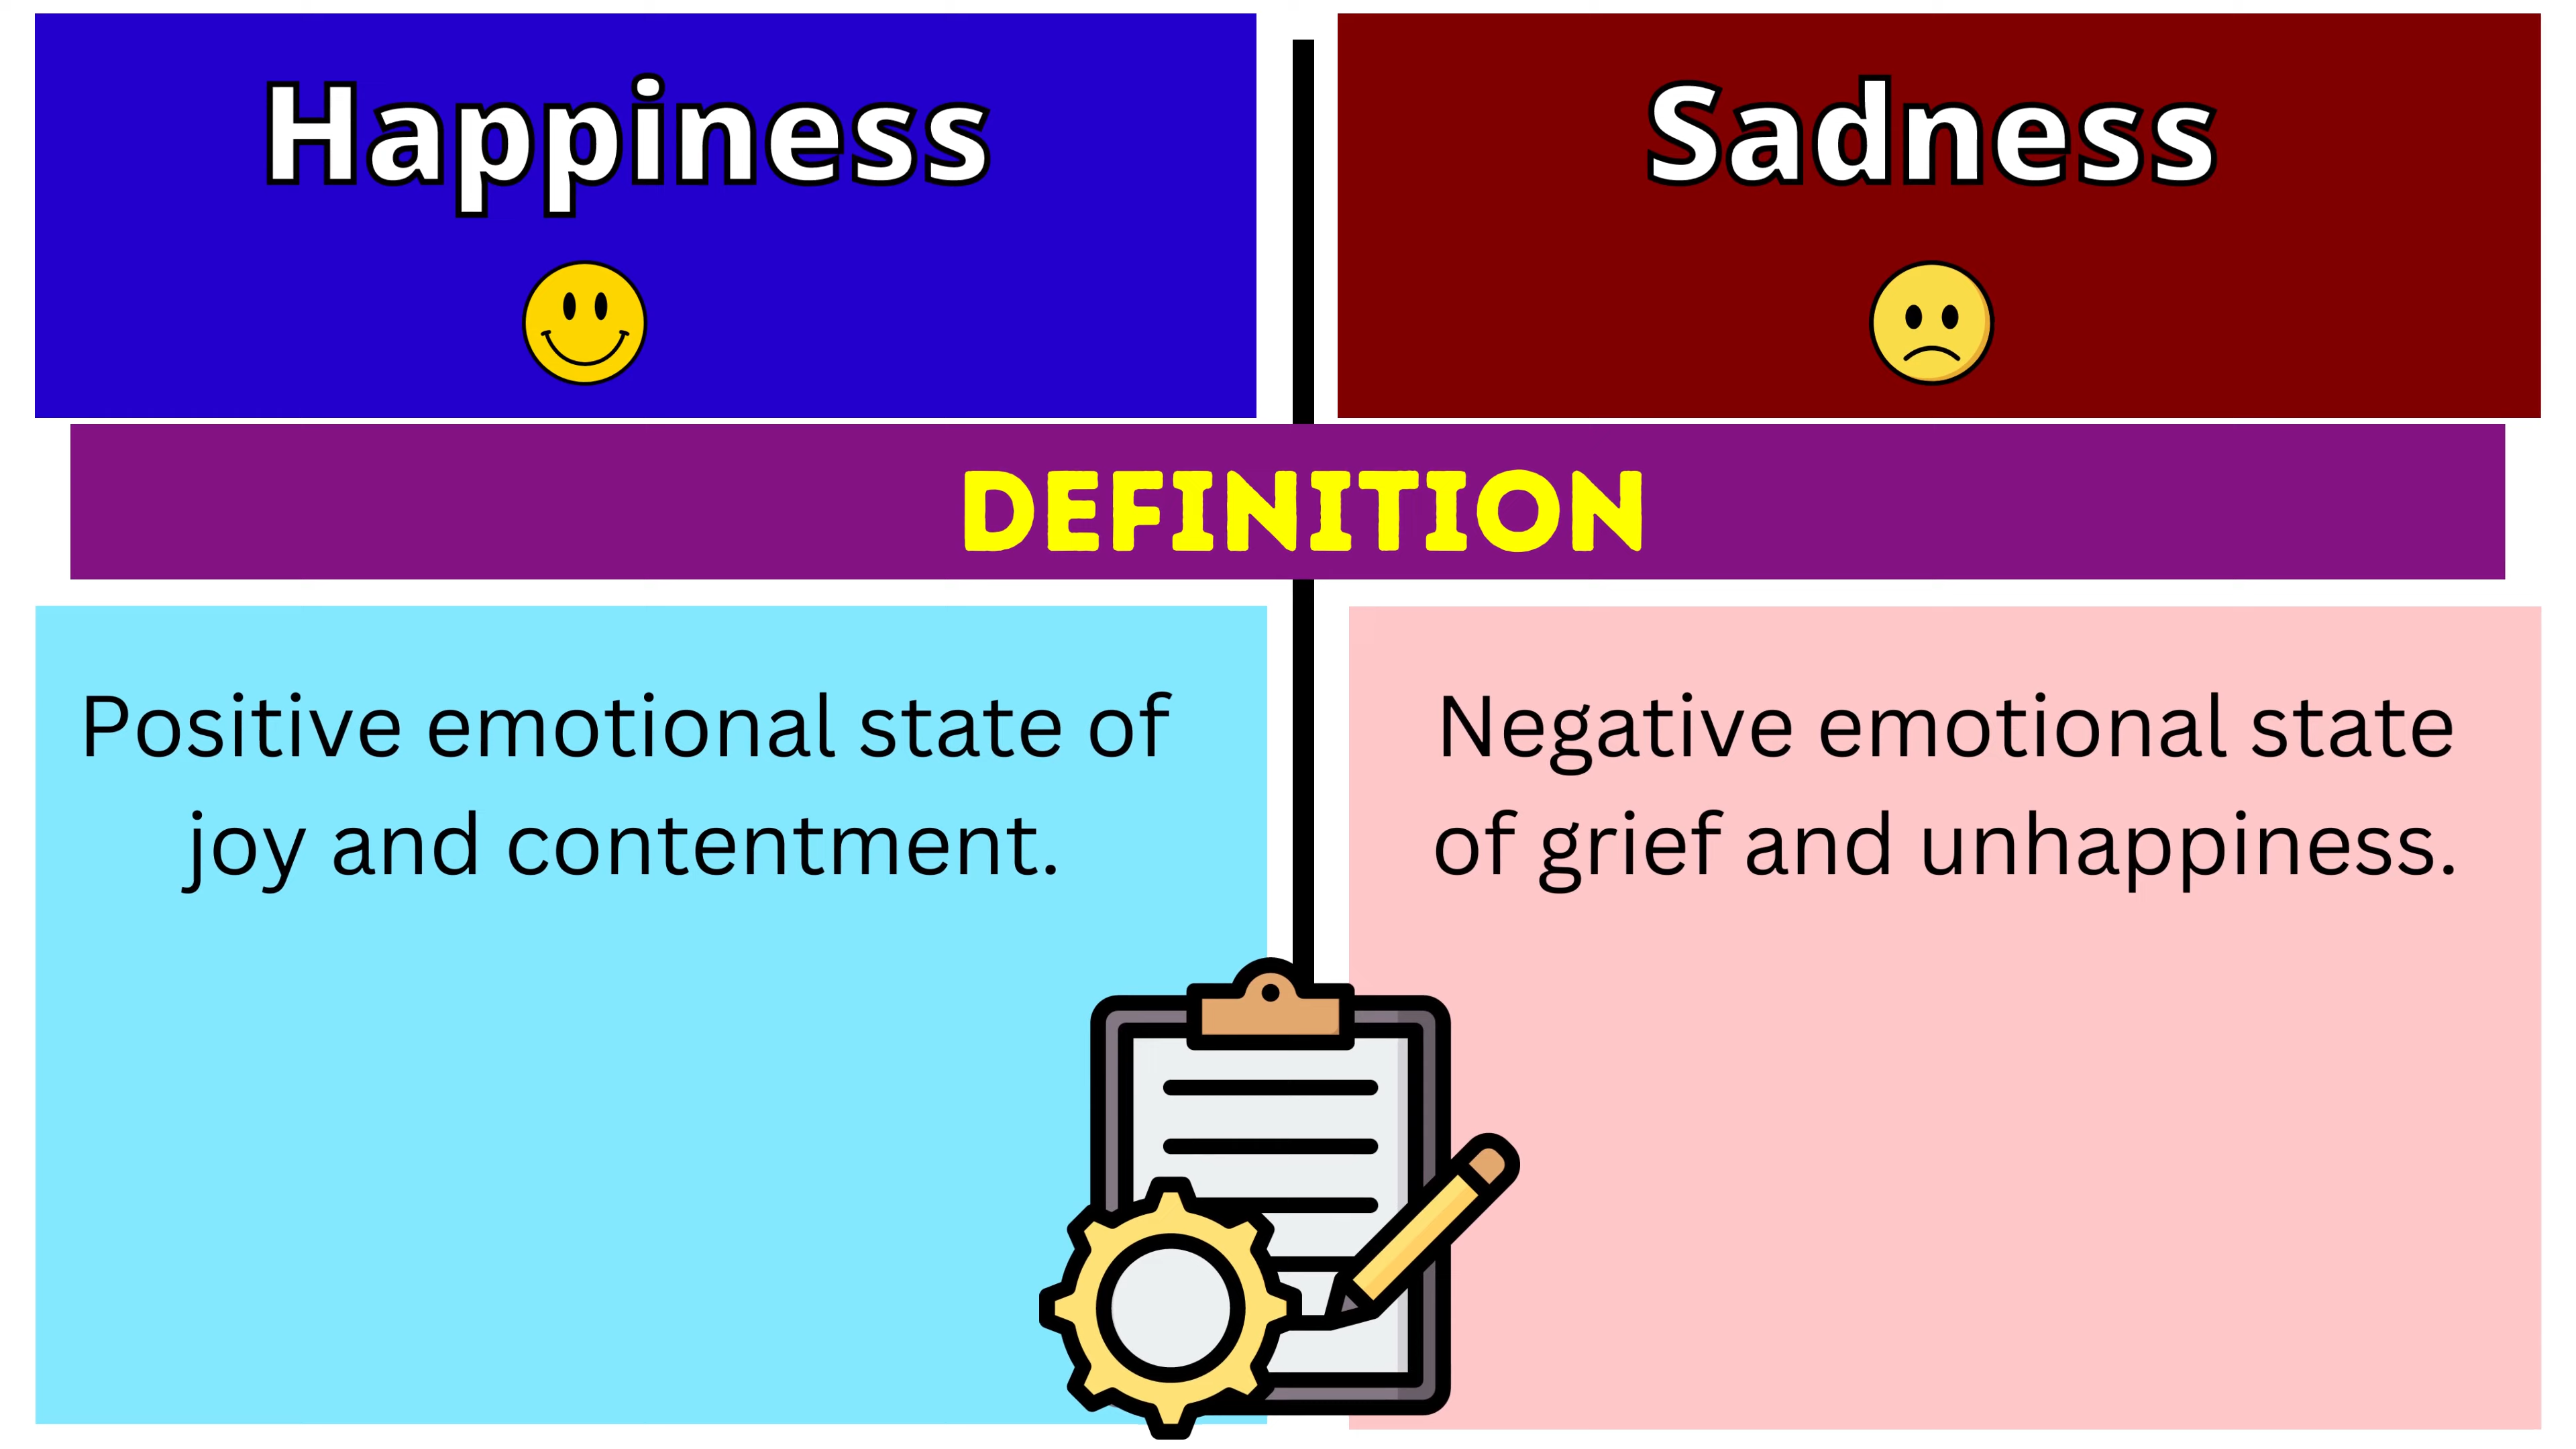 Happiness
Sadness
DEFINITION
Positive emotional state of
joy and contentment.
Negative emotional state
of grief and unhappiness.